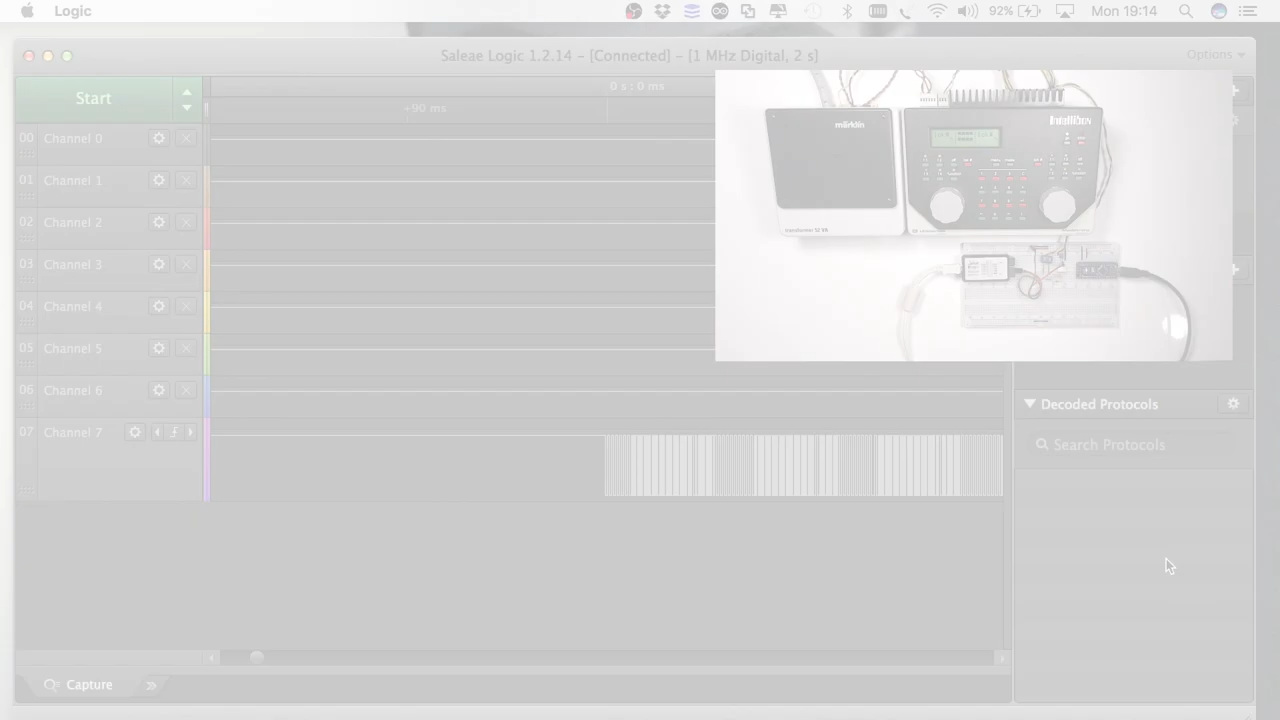 Logic
92%
Mon 19:14
Saleae Logic 1.2.14 – [Connected] – [1 MHz Digital, 2 s]
Options
Start
0 s : 0 ms
+90 ms
00 Channel 0
01 Channel 1
02 Channel 2
03 Channel 3
04 Channel 4
05 Channel 5
06 Channel 6
07 Channel 7
märklin
Intellibox
Decoded Protocols
Search Protocols
Capture